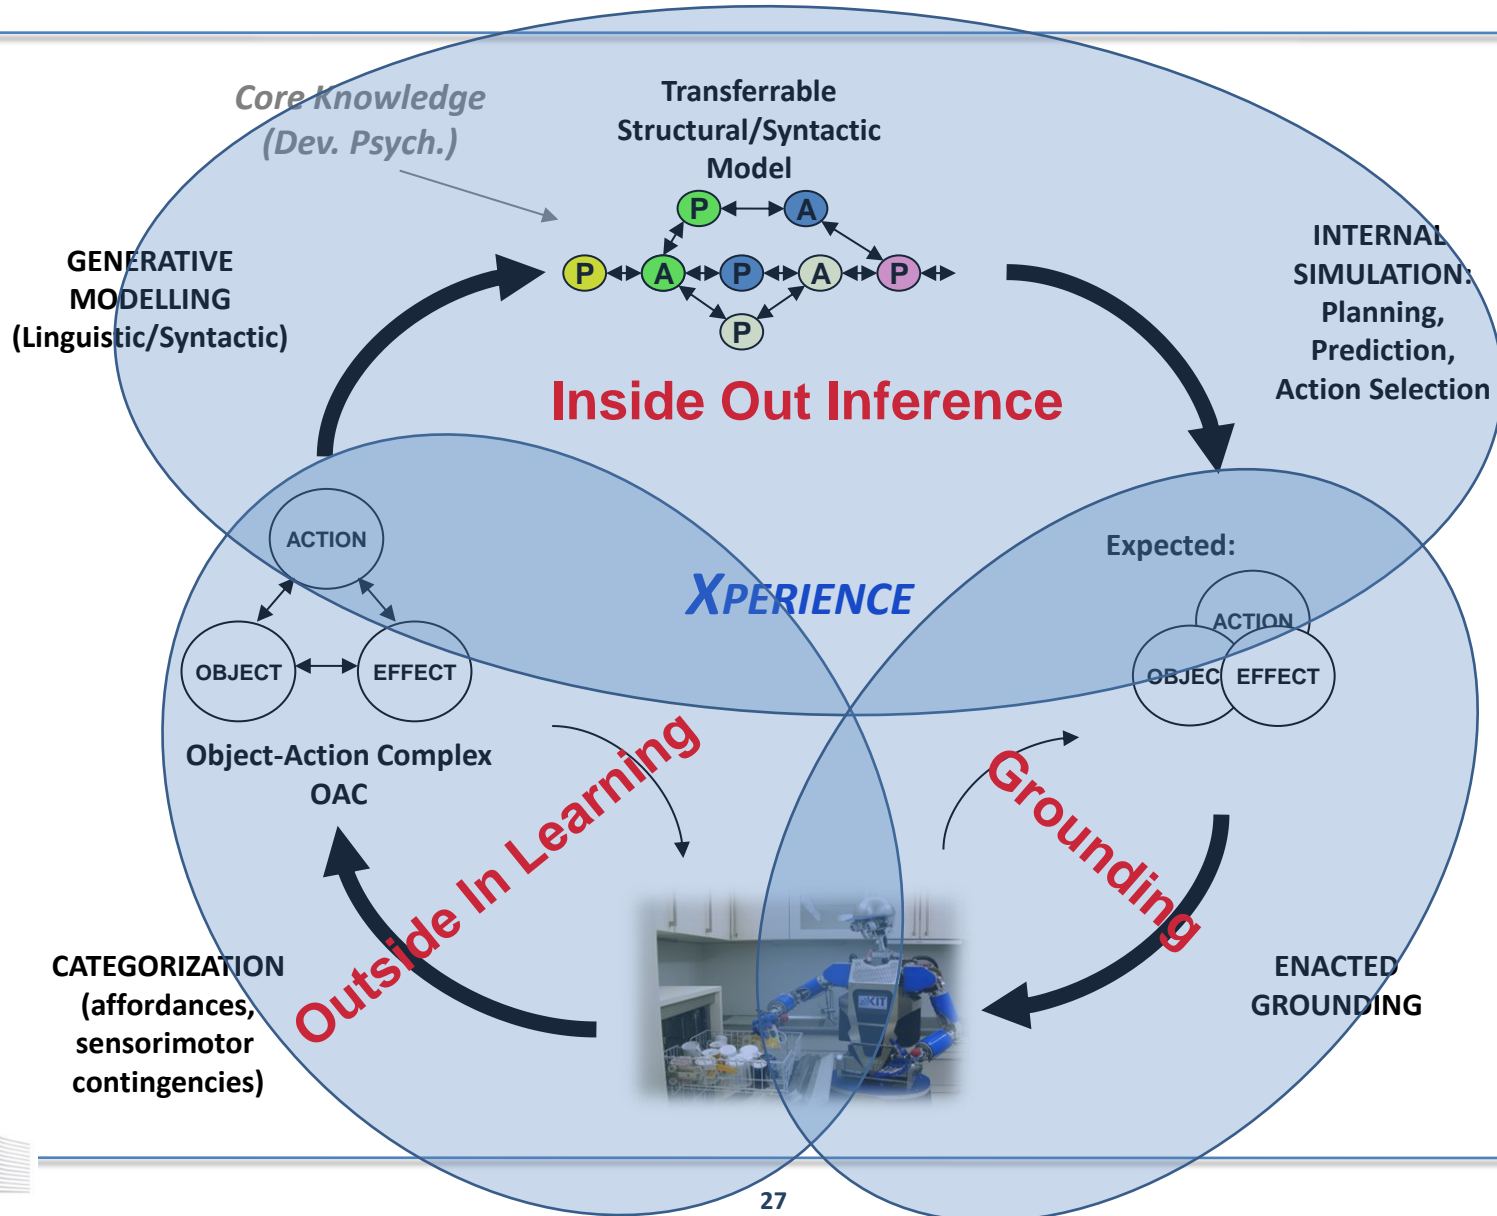 Core Knowledge
(Dev. Psych.)
Transferrable
Structural/Syntactic
Model
P
A
P
A
P
A
P
P
GENERATIVE
MODELLING
(Linguistic/Syntactic)
INTERNAL
SIMULATION:
Planning,
Prediction,
Action Selection
Inside Out Inference
ACTION
OBJECT
EFFECT
Object-Action Complex
OAC
XPERIENCE
Expected:
ACTION
OBJEC
EFFECT
Outside In Learning
Grounding
CATEGORIZATION
(affordances,
sensorimotor
contingencies)
KIT
ENACTED
GROUNDING
27